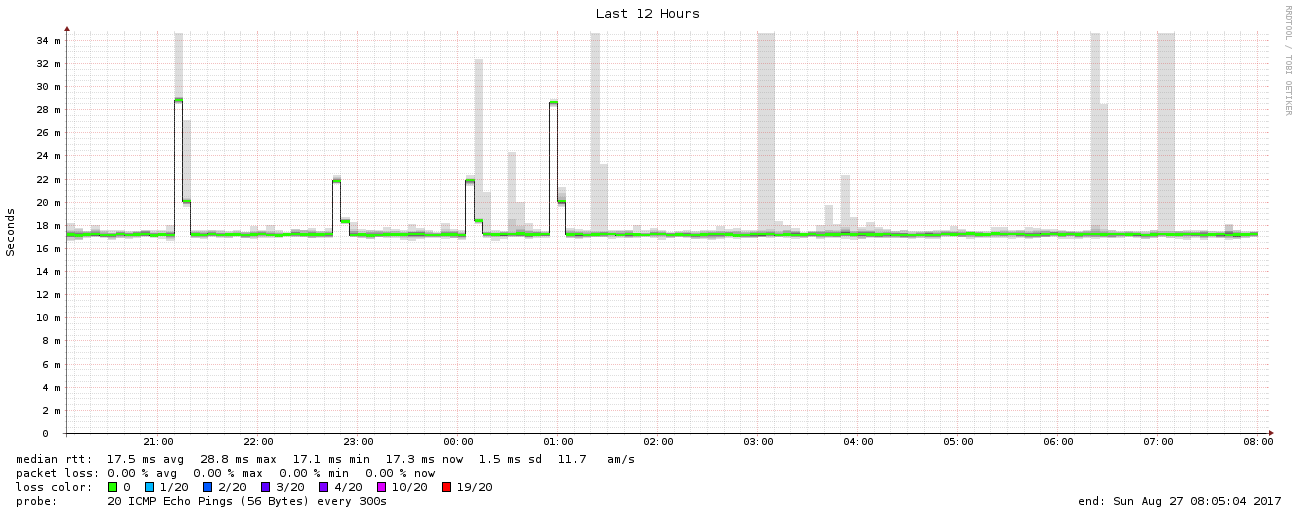 Last 12 Hours
RRDTOOL / TOBI OETIKER
Seconds
34 m
32 m
30 m
28 m
26 m
24 m
22 m
20 m
18 m
16 m
14 m
12 m
10 m
8 m
6 m
4 m
2 m
0
21:00 22:00 23:00 00:00 01:00 02:00 03:00 04:00 05:00 06:00 07:00 08:00
median rtt: 17.5 ms avg 28.8 ms max 17.1 ms min 17.3 ms now 1.5 ms sd 11.7 am/s
packet loss: 0.00 % avg 0.00 % max 0.00 % min 0.00 % now
loss color: 0 1/20 2/20 3/20 4/20 10/20 19/20
probe: 20 ICMP Echo Pings (56 Bytes) every 300s end: Sun Aug 27 08:05:04 2017